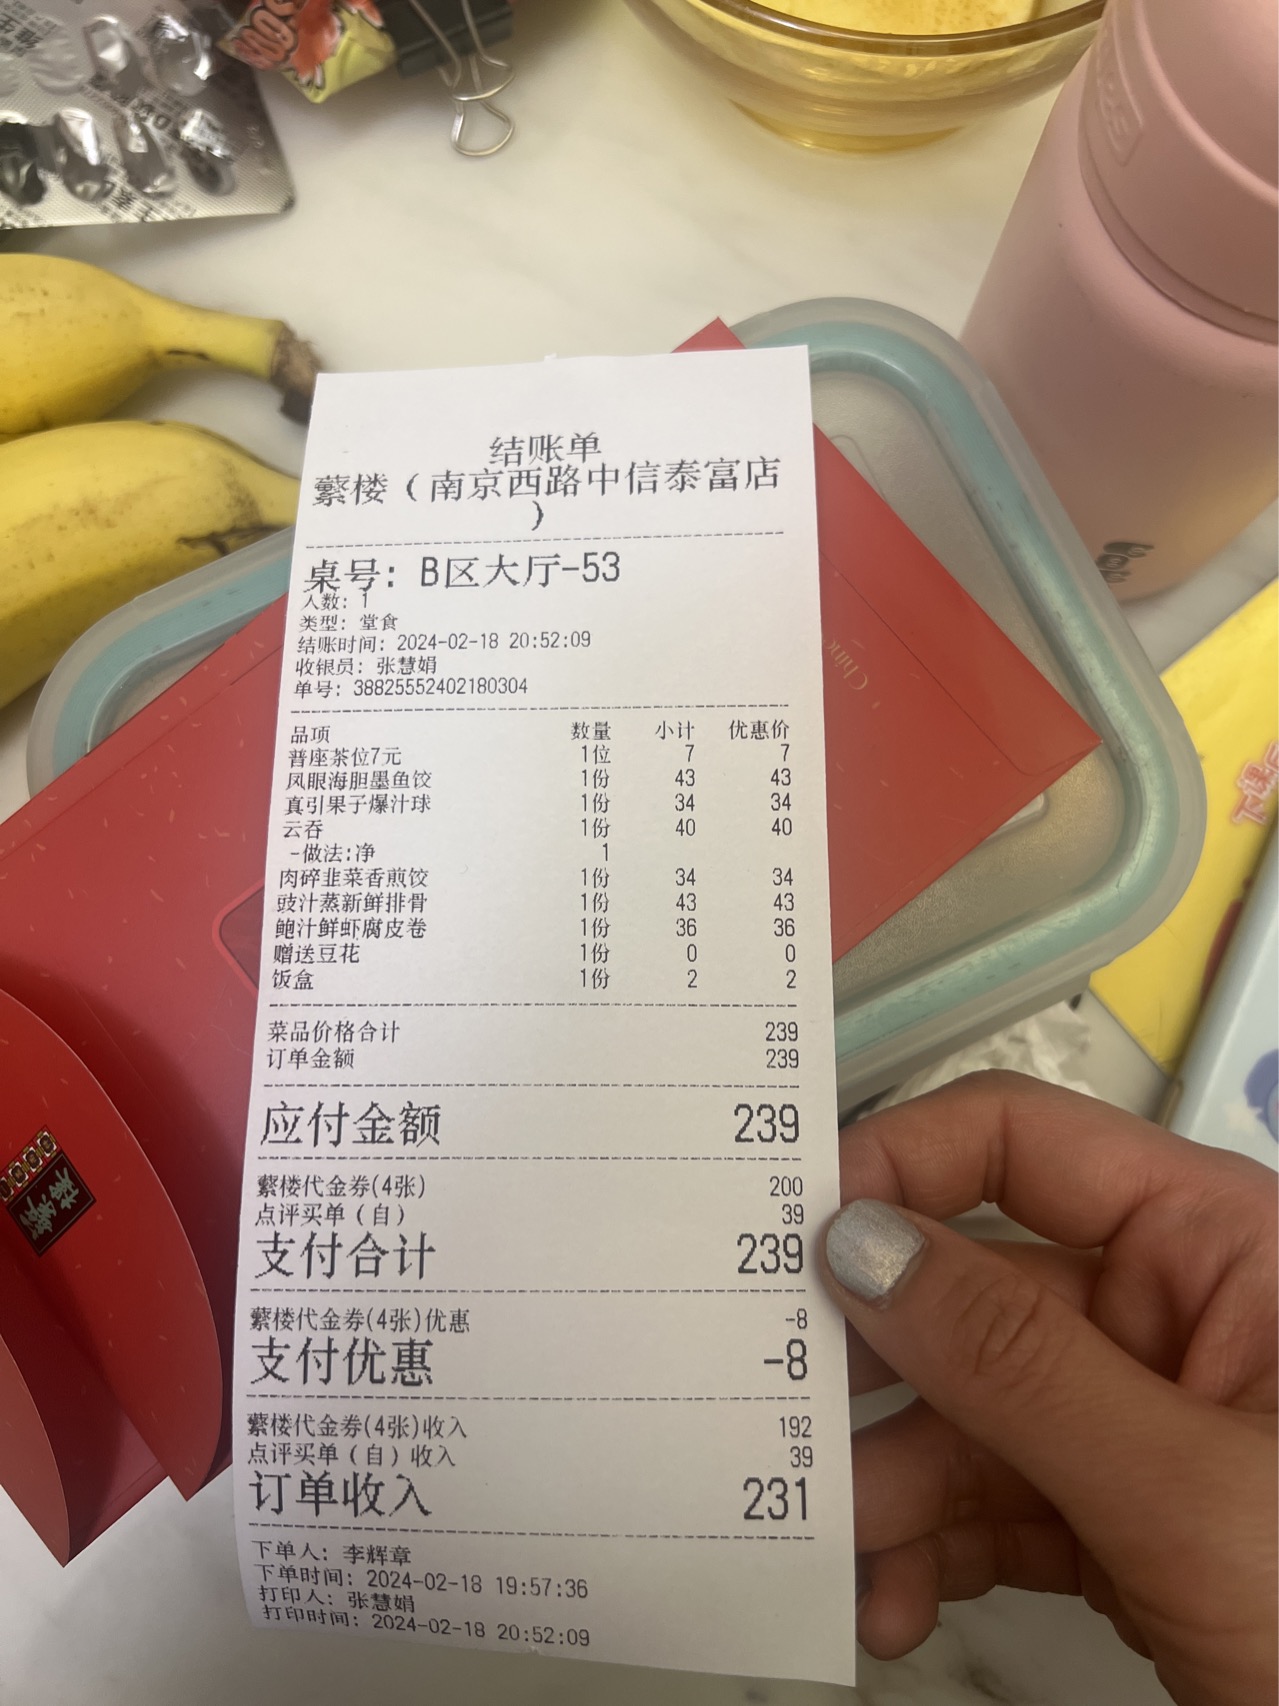 结账单
蘩楼（南京西路中信泰富店
）
桌号：B区大厅-53
人数：1
类型：堂食
结账时间：2024-02-18 20:52:09
收银员：张慧娟
单号：38825552402180304
品项 数量 小计 优惠价
普座茶位7元 1位 7 7
凤眼海胆墨鱼饺 1份 43 43
真引果子爆汁球 1份 34 34
云吞 1份 40 40
-做法:净 1
肉碎韭菜香煎饺 1份 34 34
豉汁蒸新鲜排骨 1份 43 43
鲍汁鲜虾腐皮卷 1份 36 36
赠送豆花 1份 0 0
饭盒 1份 2 2
菜品价格合计 239
订单金额 239
应付金额 239
蘩楼代金券(4张) 200
点评买单（自） 39
支付合计 239
蘩楼代金券(4张)优惠 -8
支付优惠 -8
蘩楼代金券(4张)收入 192
点评买单（自）收入 39
订单收入 231
下单人：李辉章
下单时间：2024-02-18 19:57:36
打印人：张慧娟
打印时间：2024-02-18 20:52:09